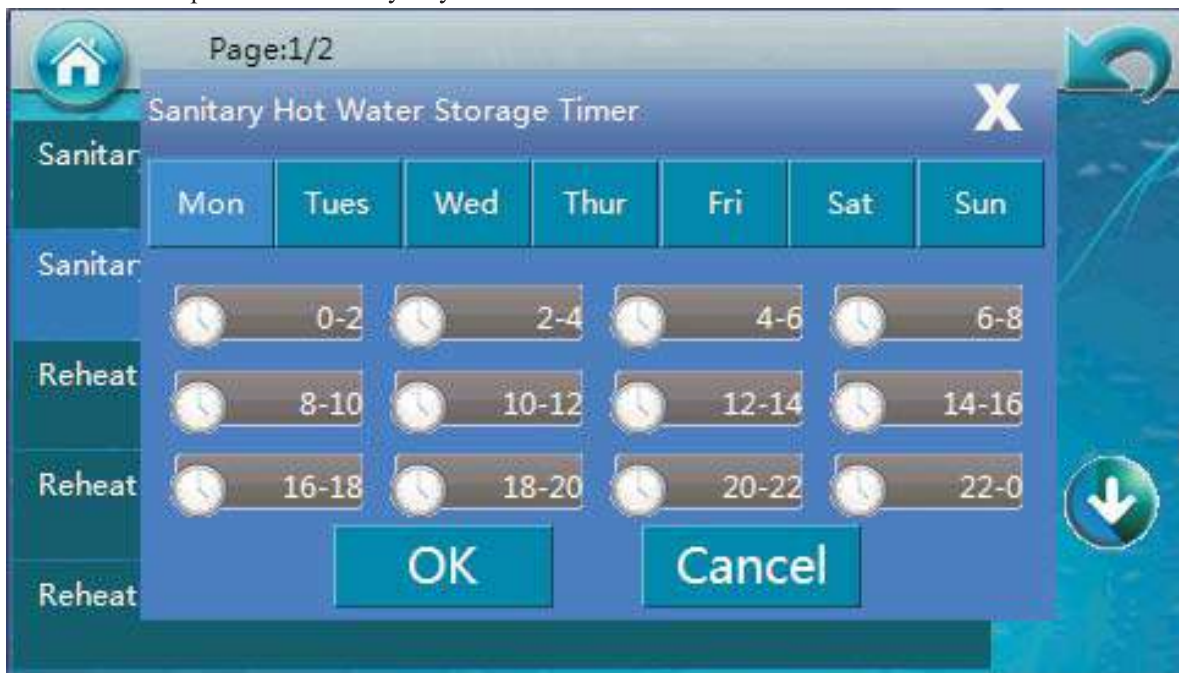 Page:1/2
Sanitary Hot Water Storage Timer X
Sanitar
Mon Tues Wed Thur Fri Sat Sun
Sanitar
0-2 2-4 4-6 6-8
Reheat
8-10 10-12 12-14 14-16
Reheat
16-18 18-20 20-22 22-0
OK Cancel
Reheat